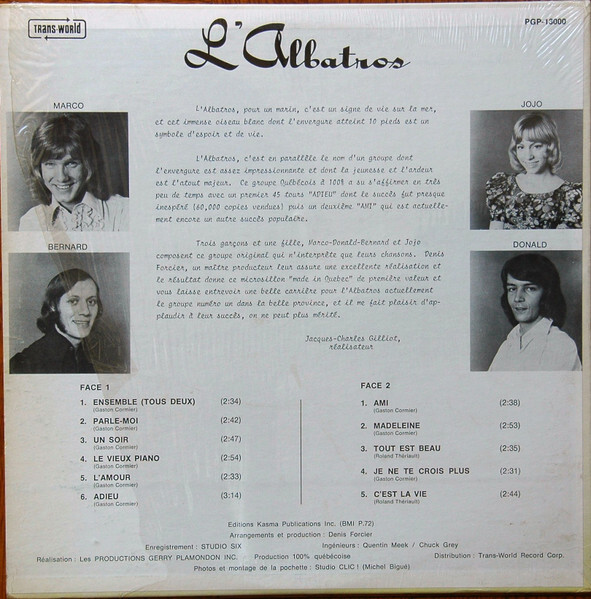 TRANS-WORLD
PGP-13000
L'Albatros
MARCO
JOJO
L'Albatros, pour un marin, c'est un signe de vie sur la mer,
et cet immense oiseau blanc dont l'envergure atteint 10 pieds est un
symbole d'espoir et de vie.
L'Albatros, c'est en parallèle le nom d'un groupe dont
l'envergure est assez impressionnante et dont la jeunesse et l'ardeur
est l'atout majeur. Ce groupe Québécois à 100% a su s'affirmer en très
peu de temps avec un premier 45 tours "ADIEU" dont le succès fut presque
inespéré (60,000 copies vendues) puis un deuxième "AMI" qui est actuelle-
ment encore un autre succès populaire.
BERNARD
DONALD
Trois garçons et une fille, Marco-Donald-Bernard et Jojo
composent ce groupe original qui n'interprète que leurs chansons. Denis
Forcier, un maître producteur leur assure une excellente réalisation et
le résultat donne ce microsillon "made in Quebec" de première valeur et
vous laisse entrevoir une belle carrière pour l'Albatros actuellement
le groupe numéro un dans la belle province, et il me fait plaisir d'ap-
plaudir à leur succès, on ne peut plus mérité.
Jacques-Charles Gilliot,
réalisateur
FACE 1
1. ENSEMBLE (TOUS DEUX) (2:34)
(Gaston Cormier)
2. PARLE-MOI (2:42)
(Gaston Cormier)
3. UN SOIR (2:47)
(Gaston Cormier)
4. LE VIEUX PIANO (2:54)
(Gaston Cormier)
5. L'AMOUR (2:33)
(Gaston Cormier)
6. ADIEU (3:14)
(Gaston Cormier)
FACE 2
1. AMI (2:38)
(Gaston Cormier)
2. MADELEINE (2:53)
(Gaston Cormier)
3. TOUT EST BEAU (2:35)
(Roland Thériault)
4. JE NE TE CROIS PLUS (2:31)
(Gaston Cormier)
5. C'EST LA VIE (2:44)
(Roland Thériault)
Editions Kasma Publications Inc. (BMI P.72)
Arrangements et production : Denis Forcier
Enregistrement : STUDIO SIX Ingénieurs : Quentin Meek / Chuck Grey
Réalisation : Les PRODUCTIONS GERRY PLAMONDON INC. Production 100% québécoise Distribution : Trans-World Record Corp.
Photos et montage de la pochette : Studio CLIC ! (Michel Bigué)